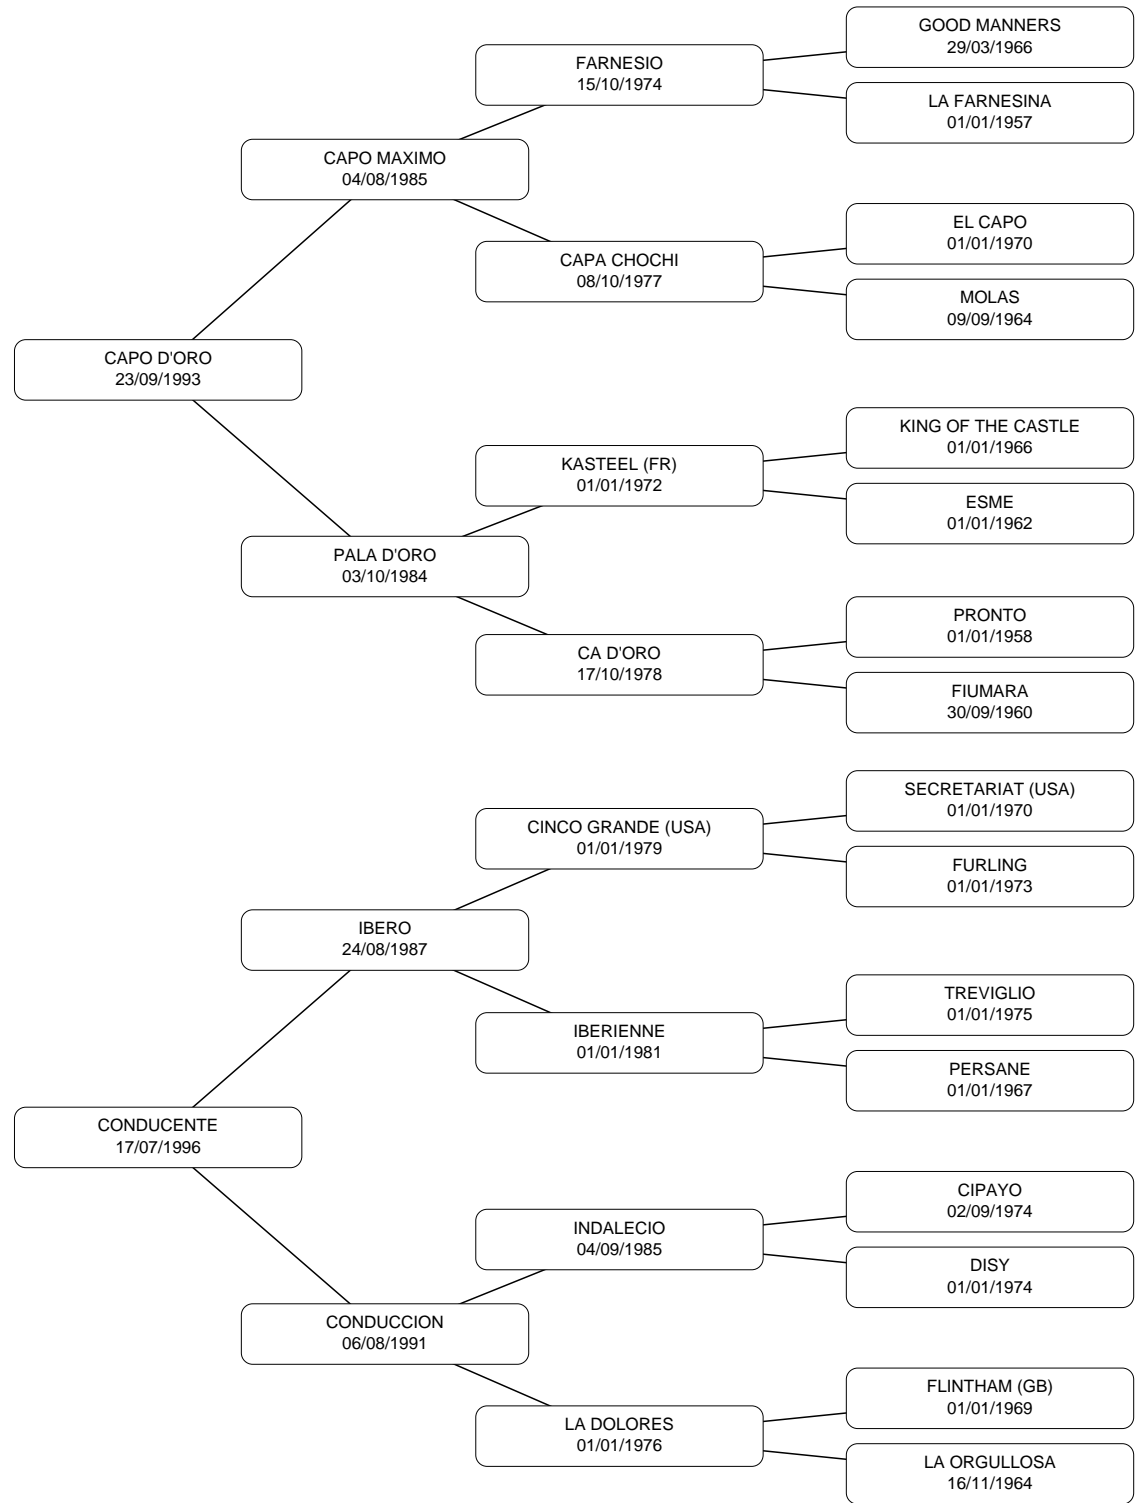 GOOD MANNERS
29/03/1966
FARNESIO
15/10/1974
LA FARNESINA
01/01/1957
CAPO MAXIMO
04/08/1985
EL CAPO
01/01/1970
CAPA CHOCHI
08/10/1977
MOLAS
09/09/1964
CAPO D'ORO
23/09/1993
KING OF THE CASTLE
01/01/1966
KASTEEL (FR)
01/01/1972
ESME
01/01/1962
PALA D'ORO
03/10/1984
PRONTO
01/01/1958
CA D'ORO
17/10/1978
FIUMARA
30/09/1960
SECRETARIAT (USA)
01/01/1970
CINCO GRANDE (USA)
01/01/1979
FURLING
01/01/1973
IBERO
24/08/1987
TREVIGLIO
01/01/1975
IBERIENNE
01/01/1981
PERSANE
01/01/1967
CONDUCENTE
17/07/1996
CIPAYO
02/09/1974
INDALECIO
04/09/1985
DISY
01/01/1974
CONDUCCION
06/08/1991
FLINTHAM (GB)
01/01/1969
LA DOLORES
01/01/1976
LA ORGULLOSA
16/11/1964